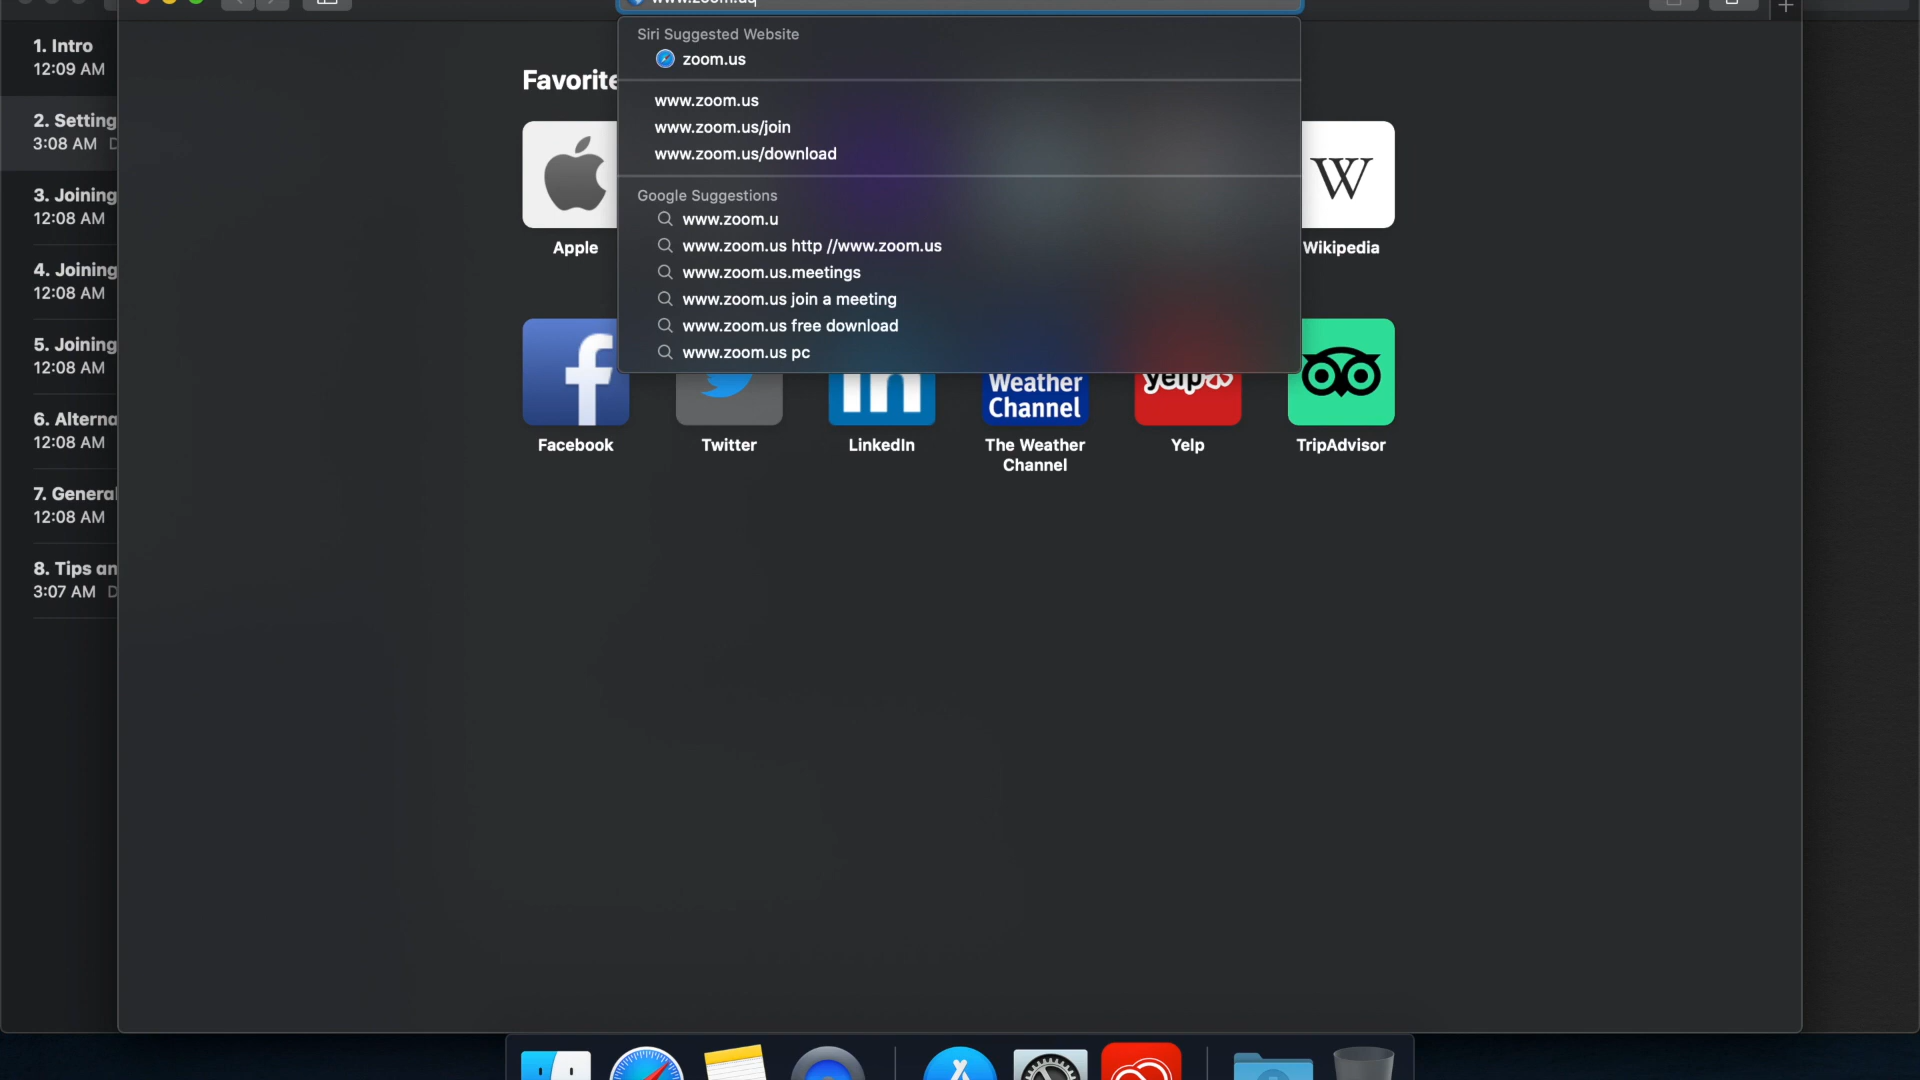 1. Intro
12:09 AM
2. Setting
3:08 AM D
3. Joining
12:08 AM
4. Joining
12:08 AM
5. Joining
12:08 AM
6. Alterna
12:08 AM
7. General
12:08 AM
8. Tips an
3:07 AM D
Siri Suggested Website
zoom.us
www.zoom.us
www.zoom.us/join
www.zoom.us/download
Google Suggestions
www.zoom.u
www.zoom.us http //www.zoom.us
www.zoom.us.meetings
www.zoom.us join a meeting
www.zoom.us free download
www.zoom.us pc
Favorite
W
Apple
Wikipedia
f
in
Weather
Channel
yelp
Facebook
Twitter
LinkedIn
The Weather
Channel
Yelp
TripAdvisor